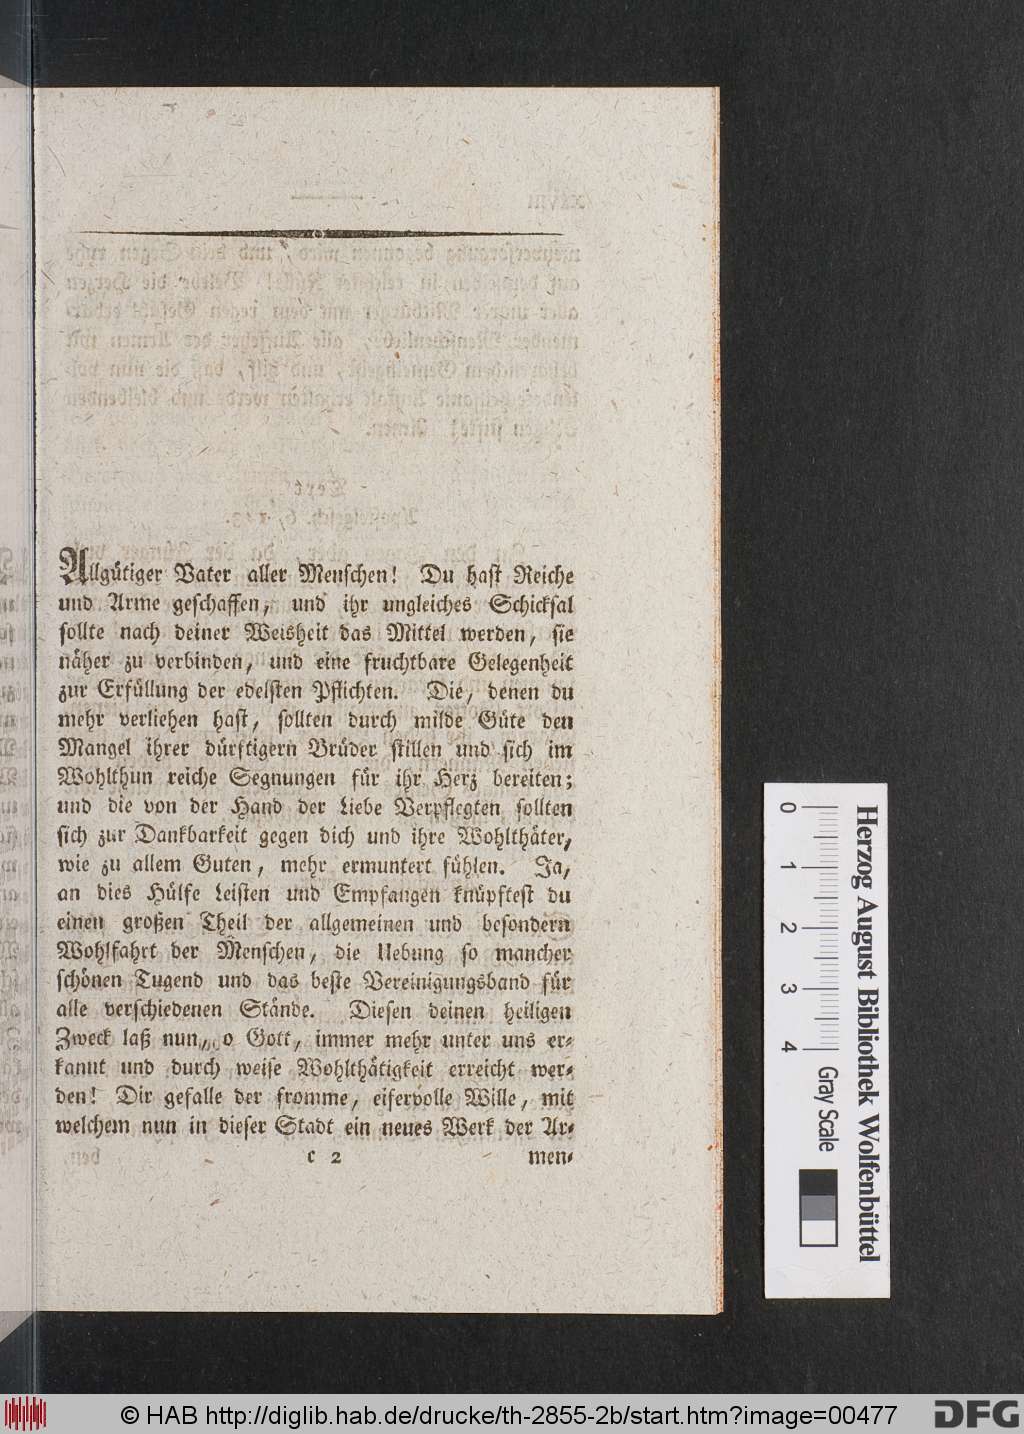 Allgütiger Vater aller Menschen! Du hast Reiche
und Arme geschaffen, und ihr ungleiches Schicksal
sollte nach deiner Weisheit das Mittel werden, sie
näher zu verbinden, und eine fruchtbare Gelegenheit
zur Erfüllung der edelsten Pflichten. Die, denen du
mehr verliehen hast, sollten durch milde Güte den
Mangel ihrer dürftigern Brüder stillen und sich im
Wohlthun reiche Segnungen für ihr Herz bereiten;
und die von der Hand der Liebe Verpflegten sollten
sich zur Dankbarkeit gegen dich und ihre Wohlthäter,
wie zu allem Guten, mehr ermuntert fühlen. Ja,
an dies Hülfe Leisten und Empfangen knüpftest du
einen großen Theil der allgemeinen und besondern
Wohlfahrt der Menschen, die Uebung so mancher
schönen Tugend und das beste Vereinigungsband für
alle verschiedenen Stände. Diesen deinen heiligen
Zweck laß nun, o Gott, immer mehr unter uns er-
kannt und durch weise Wohlthätigkeit erreicht wer-
den! Dir gefalle der fromme, eifervolle Wille, mit
welchem nun in dieser Stadt ein neues Werk der Ar-
c 2 men-
0 1 2 3 4 Gray Scale
Herzog August Bibliothek Wolfenbüttel
© HAB http://diglib.hab.de/drucke/th-2855-2b/start.htm?image=00477
DFG